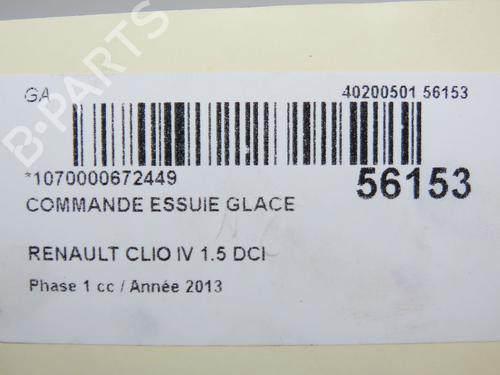 GA
40200501 56153
*1070000672449
56153
COMMANDE ESSUIE GLACE
RENAULT CLIO IV 1.5 DCI
Phase 1 cc / Année 2013
B-PARTS